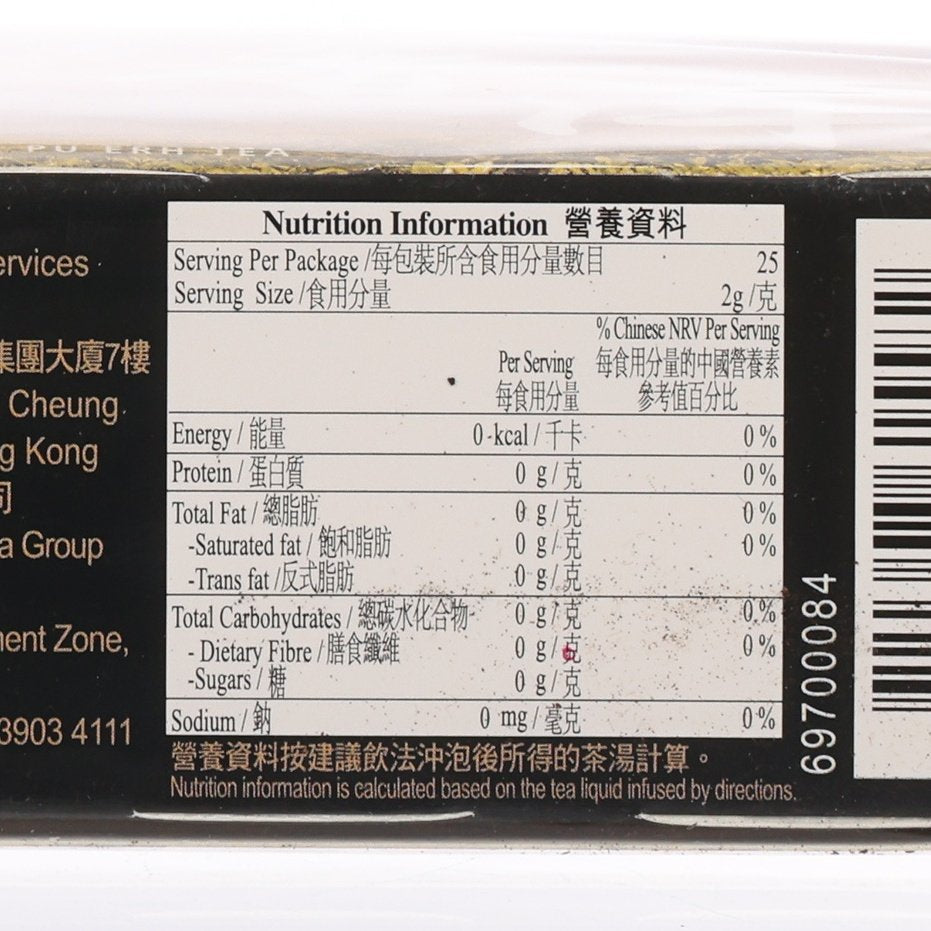 PU ERH TEA
Nutrition Information 營養資料
Serving Per Package /每包裝所含食用分量數目 25
Serving Size /食用分量 2g /克
Per Serving
每食用分量
% Chinese NRV Per Serving
每食用分量的中國營養素
參考值百分比
Energy / 能量 0 kcal / 千卡 0 %
Protein / 蛋白質 0 g / 克 0 %
Total Fat / 總脂肪 0 g / 克 0 %
-Saturated fat / 飽和脂肪 0 g / 克 0 %
-Trans fat /反式脂肪 0 g / 克
Total Carbohydrates / 總碳水化合物 0 g / 克 0 %
- Dietary Fibre / 膳食纖維 0 g / 克 0 %
-Sugars / 糖 0 g / 克
Sodium / 鈉 0 mg / 毫克 0 %
營養資料按建議飲法沖泡後所得的茶湯計算。
Nutrition information is calculated based on the tea liquid infused by directions.
ervices
集團大廈7樓
Cheung
g Kong
司
a Group
ment Zone,
3903 4111
69700084